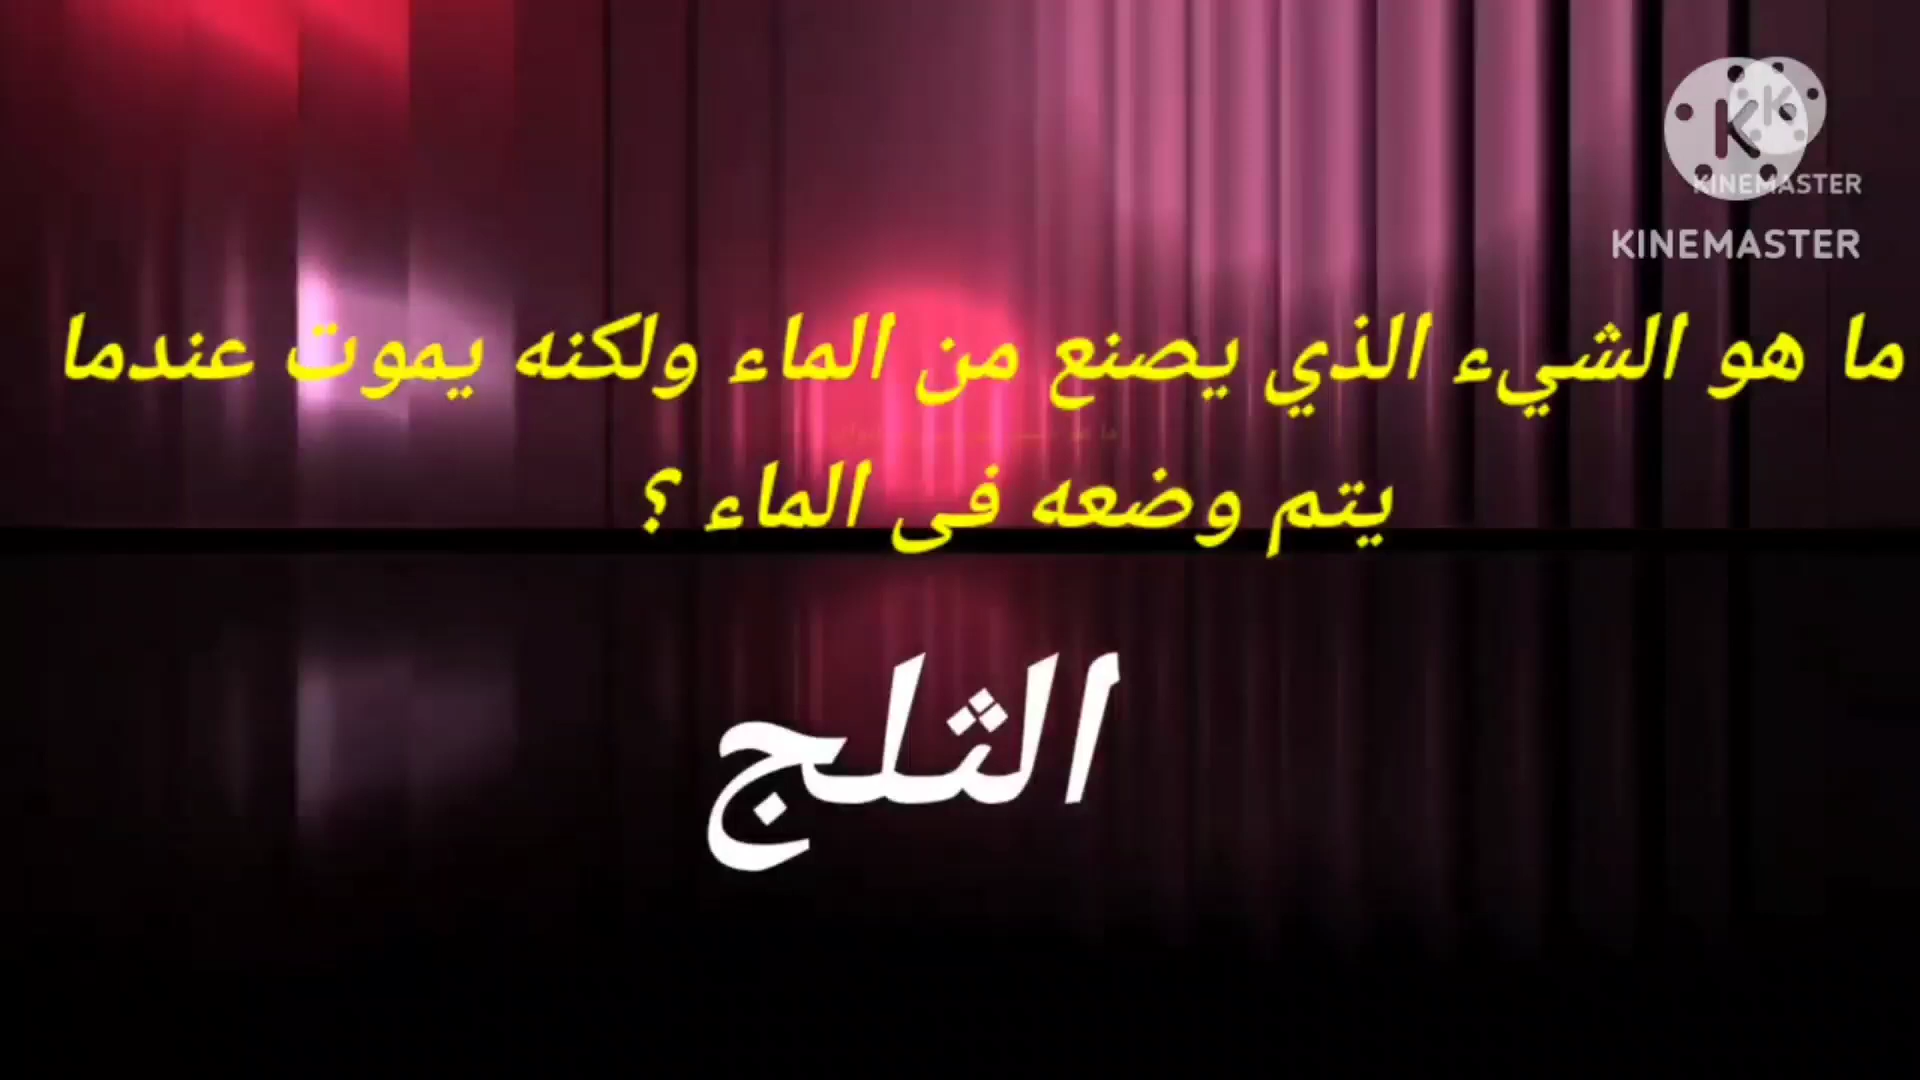 KINEMASTER
KINEMASTER
ما هو الشيء الذي يصنع من الماء ولكنه يموت عندما
يتم وضعه فى الماء ؟
الثلج